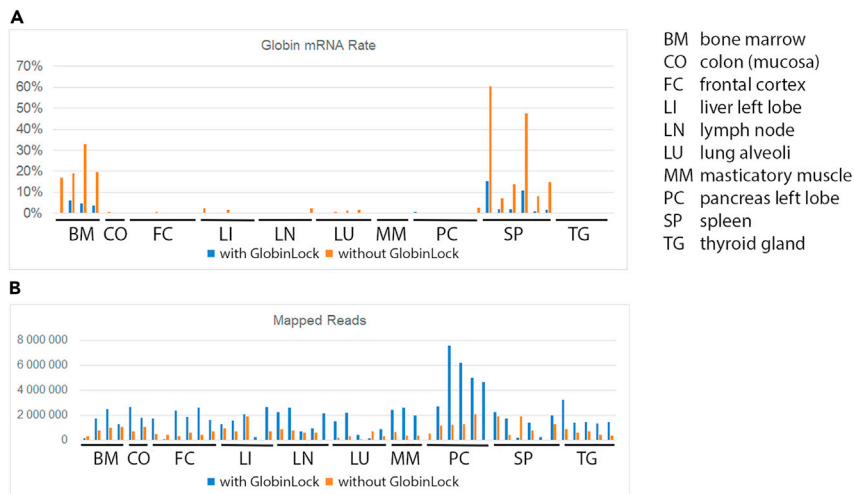 A
Globin mRNA Rate
70%
60%
50%
40%
30%
20%
10%
0%
BM CO FC LI LN LU MM PC SP TG
with GlobinLock without GlobinLock
BM bone marrow
CO colon (mucosa)
FC frontal cortex
LI liver left lobe
LN lymph node
LU lung alveoli
MM masticatory muscle
PC pancreas left lobe
SP spleen
TG thyroid gland
B
Mapped Reads
8 000 000
6 000 000
4 000 000
2 000 000
0
BM CO FC LI LN LU MM PC SP TG
with GlobinLock without GlobinLock